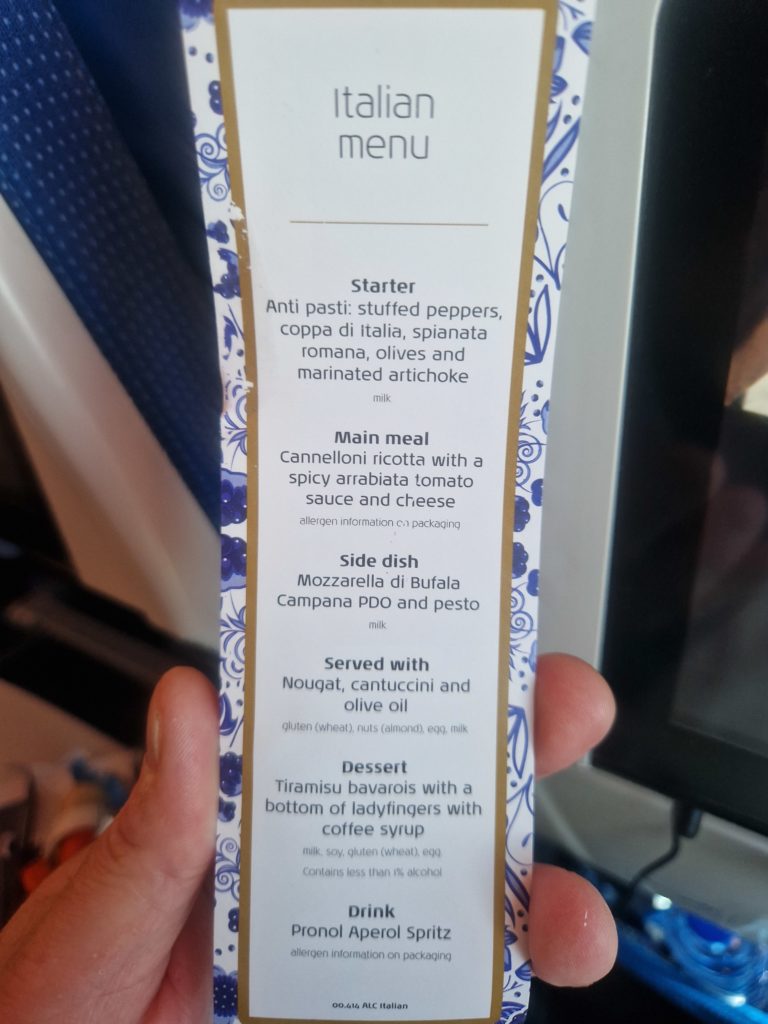 Italian
menu
Starter
Anti pasti: stuffed peppers,
coppa di Italia, spianata
romana, olives and
marinated artichoke
milk
Main meal
Cannelloni ricotta with a
spicy arrabiata tomato
sauce and cheese
allergen information on packaging
Side dish
Mozzarella di Bufala
Campana PDO and pesto
milk
Served with
Nougat, cantuccini and
olive oil
gluten (wheat), nuts (almond), egg, milk
Dessert
Tiramisu bavarois with a
bottom of ladyfingers with
coffee syrup
milk, soy, gluten (wheat), egg
Contains less than 1% alcohol
Drink
Pronol Aperol Spritz
allergen information on packaging
00.414 ALC Italian